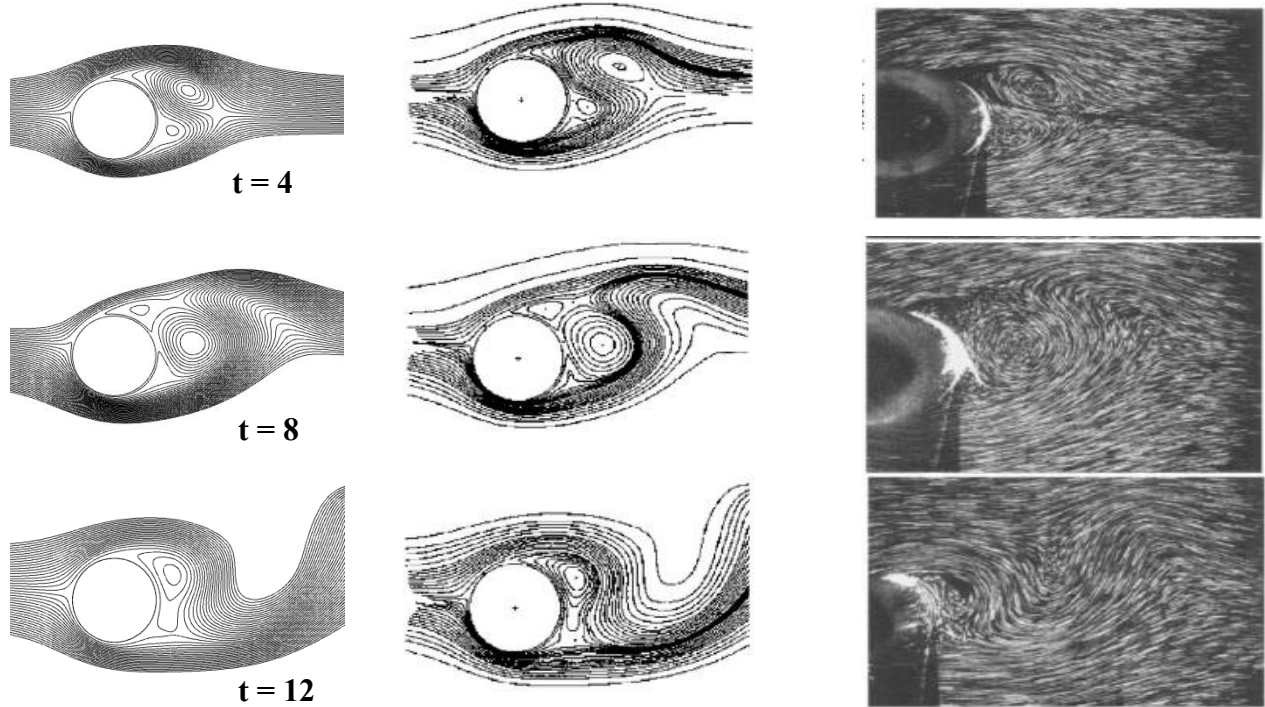 t = 4
t = 8
t = 12